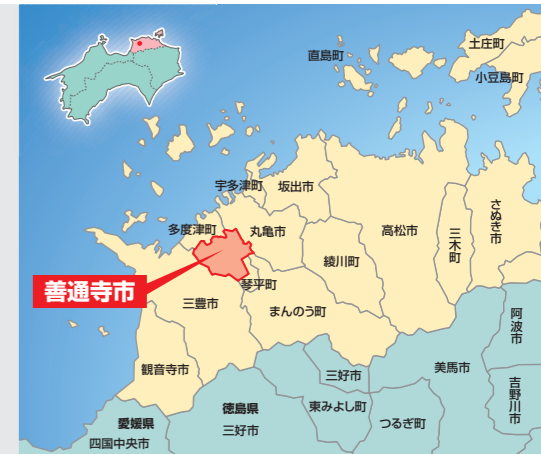 土庄町
直島町
小豆島町
宇多津町
坂出市
さぬき市
多度津町
丸亀市
高松市
三木町
綾川町
善通寺市
琴平町
三豊市
まんのう町
阿波市
観音寺市
三好市
美馬市
吉野川市
愛媛県
四国中央市
徳島県
三好市
東みよし町
つるぎ町